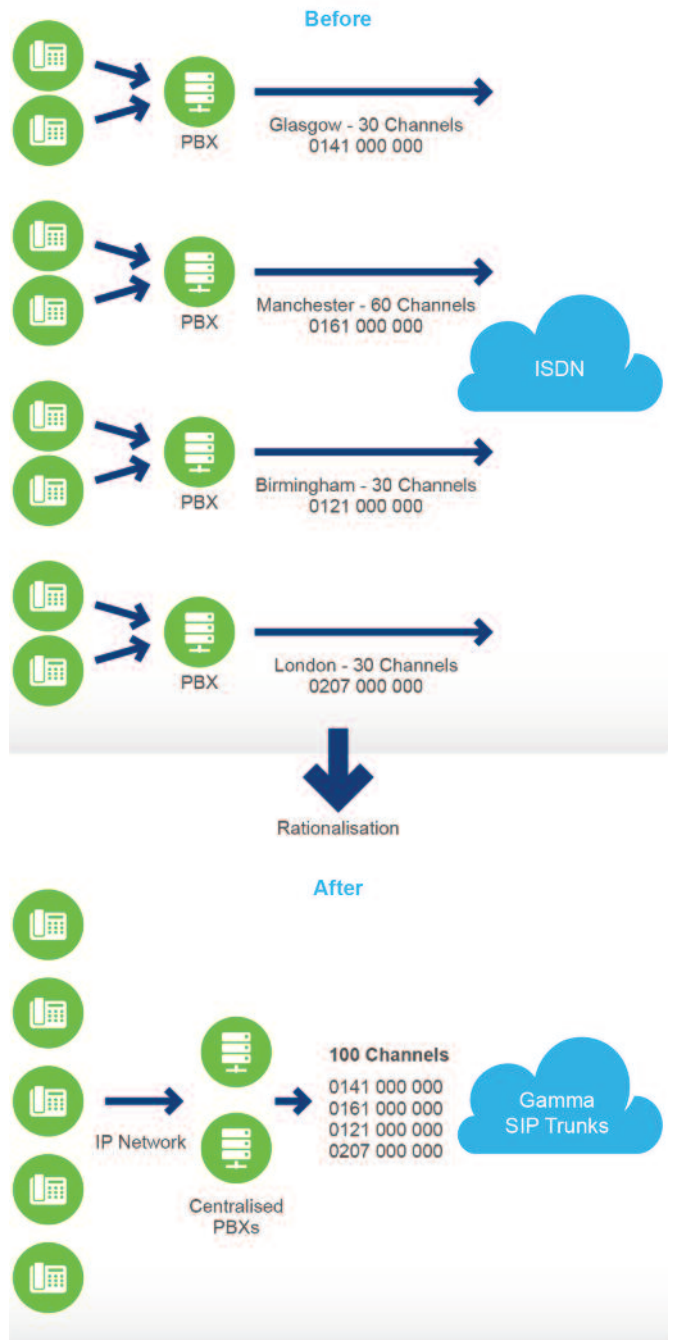 Before
PBX
Glasgow - 30 Channels
0141 000 000
PBX
Manchester - 60 Channels
0161 000 000
ISDN
PBX
Birmingham - 30 Channels
0121 000 000
PBX
London - 30 Channels
0207 000 000
Rationalisation
After
IP Network
Centralised
PBXs
100 Channels
0141 000 000
0161 000 000
0121 000 000
0207 000 000
Gamma
SIP Trunks